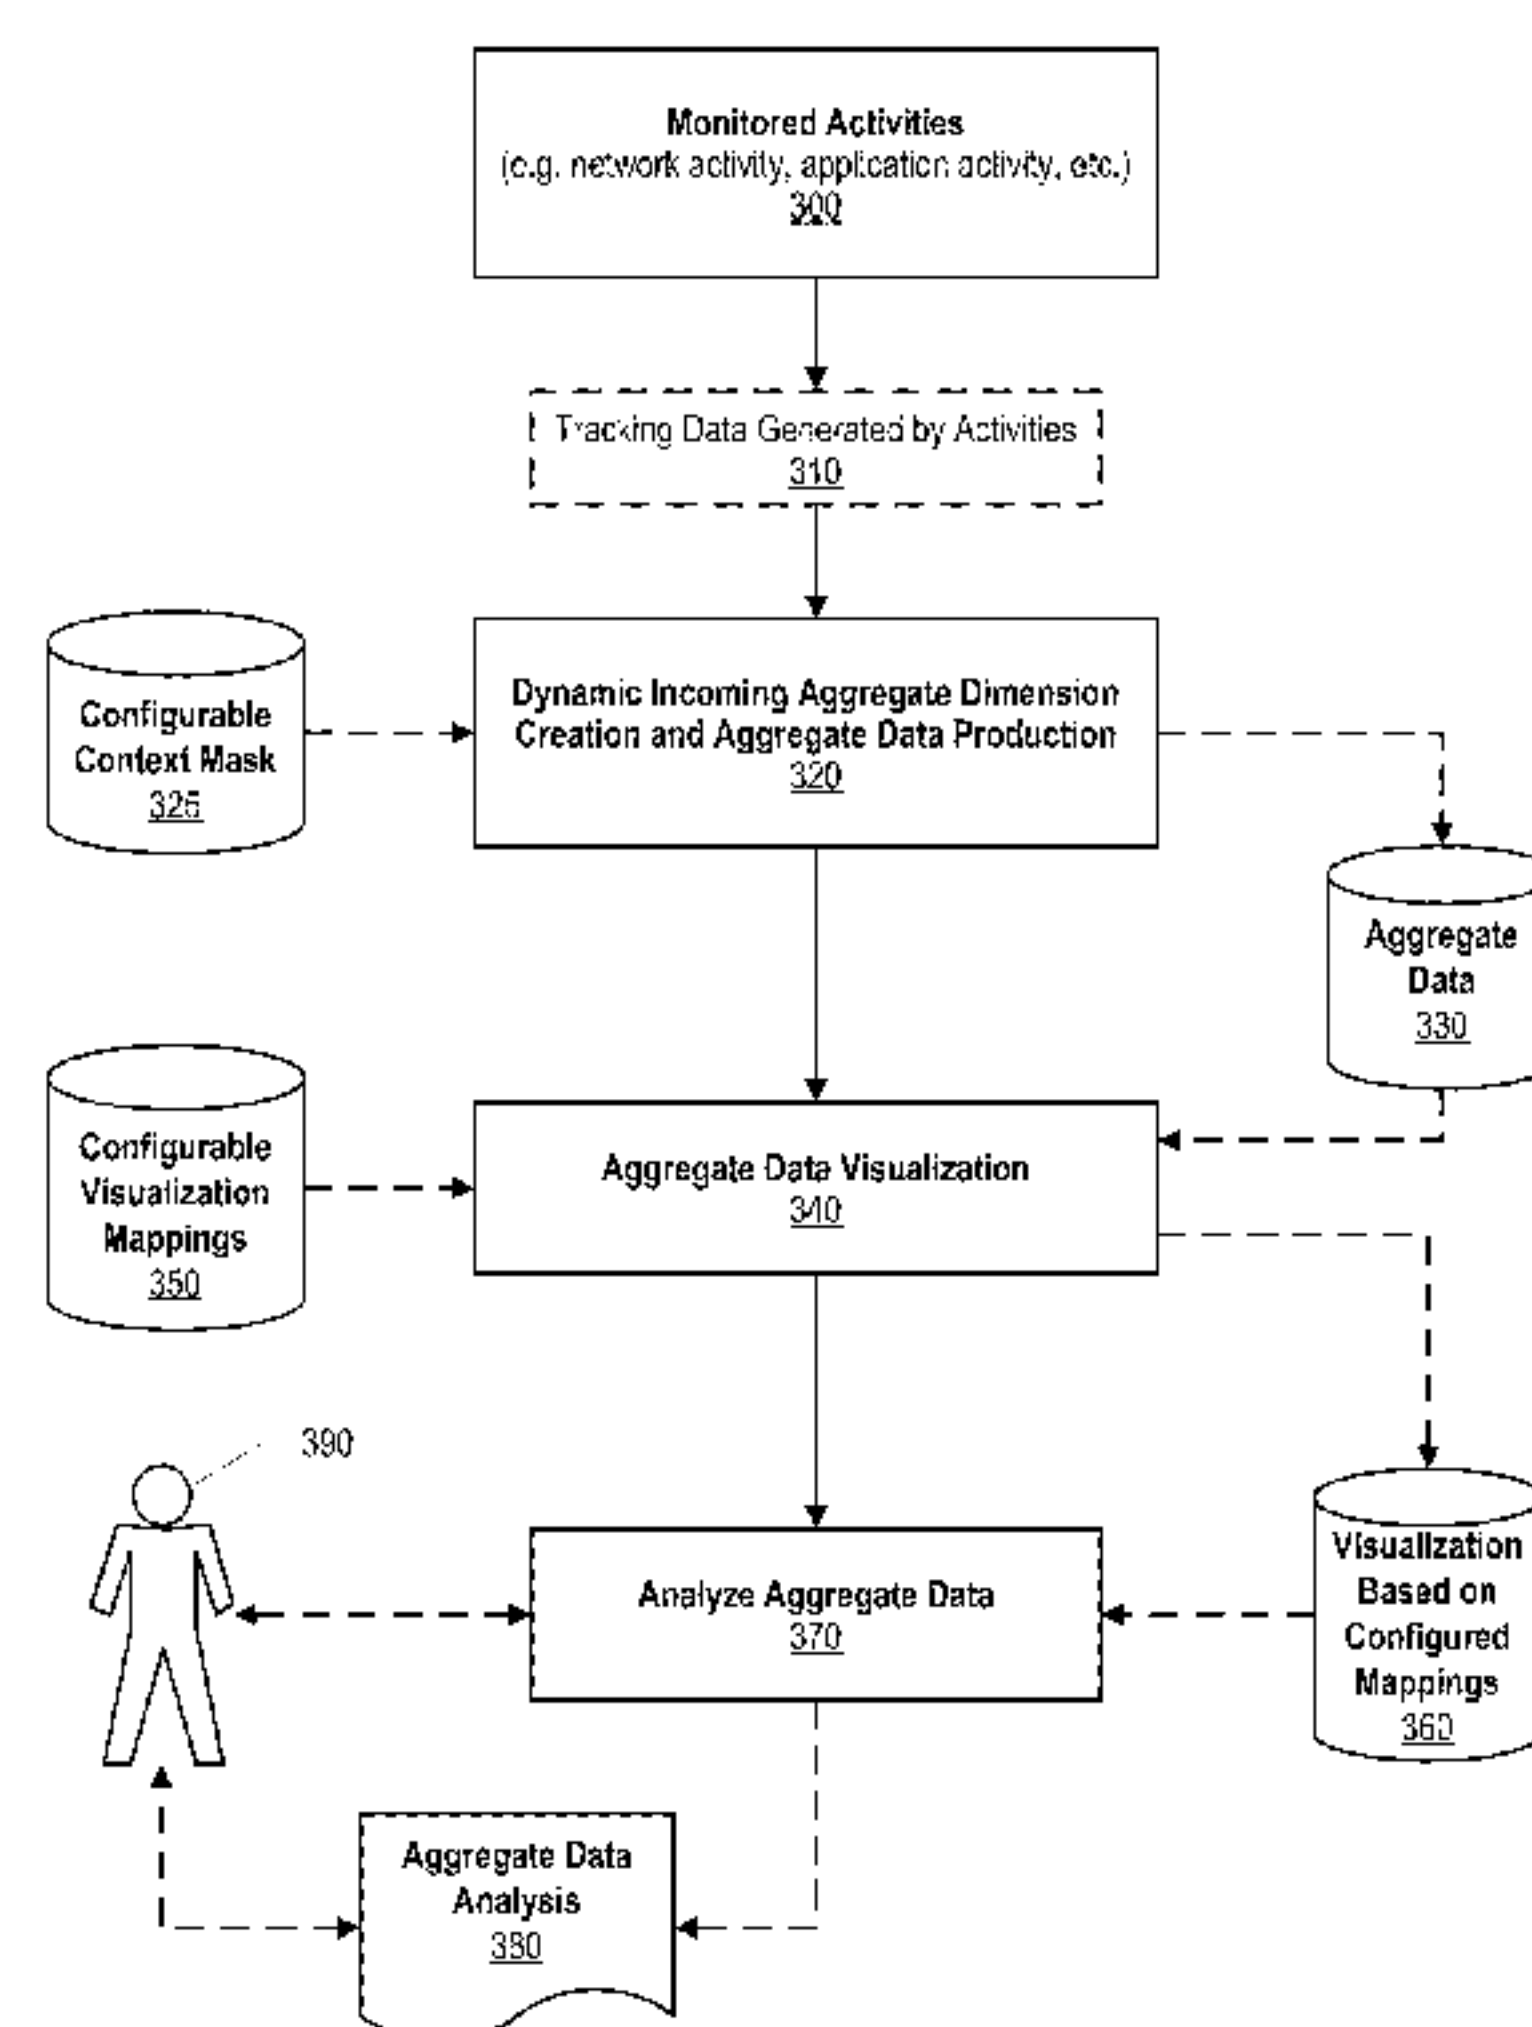 Monitored Activities
(e.g. network activity, application activity, etc.)
300
Tracking Data Generated by Activities
310
Configurable
Context Mask
325
Dynamic Incoming Aggregate Dimension
Creation and Aggregate Data Production
320
Aggregate
Data
330
Configurable
Visualization
Mappings
350
Aggregate Data Visualization
340
390
Analyze Aggregate Data
370
Visualization
Based on
Configured
Mappings
360
Aggregate Data
Analysis
380